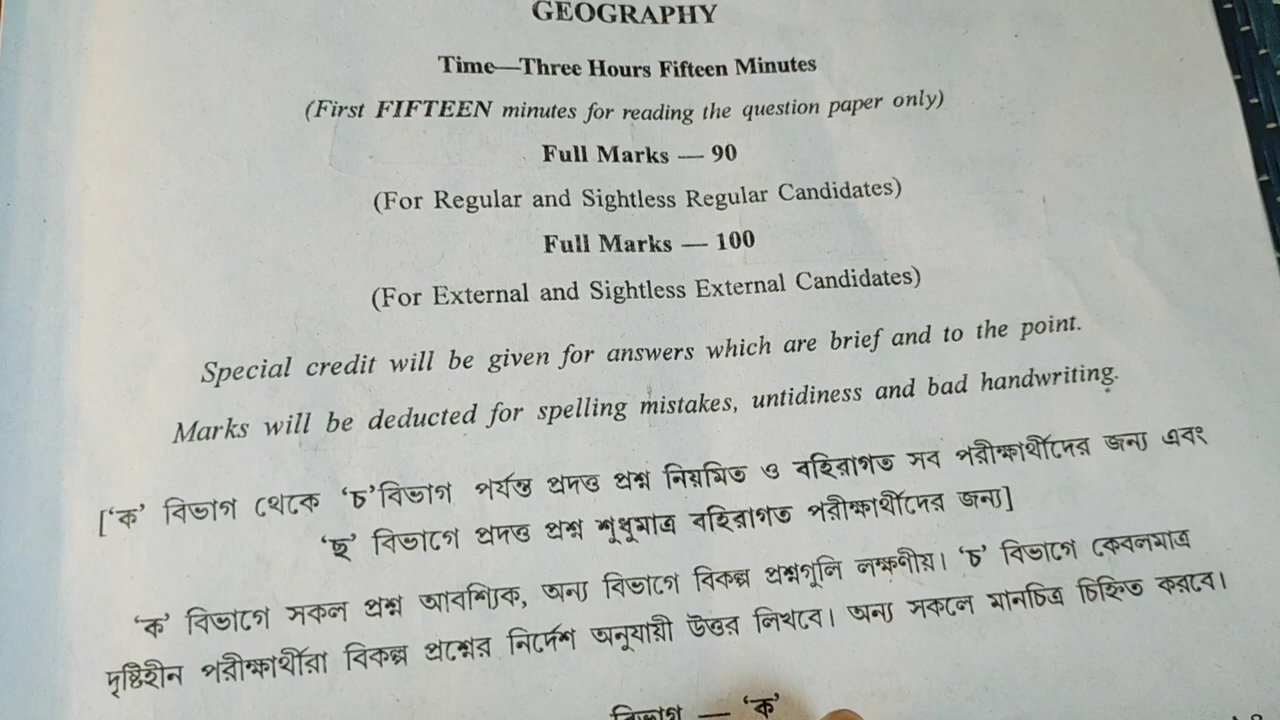 GEOGRAPHY
Time—Three Hours Fifteen Minutes
(First FIFTEEN minutes for reading the question paper only)
Full Marks — 90
(For Regular and Sightless Regular Candidates)
Full Marks — 100
(For External and Sightless External Candidates)
Special credit will be given for answers which are brief and to the point.
Marks will be deducted for spelling mistakes, untidiness and bad handwriting.
[‘ক’ বিভাগ থেকে ‘চ’বিভাগ পর্যন্ত প্রদত্ত প্রশ্ন নিয়মিত ও বহিরাগত সব পরীক্ষার্থীদের জন্য এবং
‘ছ’ বিভাগে প্রদত্ত প্রশ্ন শুধুমাত্র বহিরাগত পরীক্ষার্থীদের জন্য]
‘ক’ বিভাগে সকল প্রশ্ন আবশ্যিক, অন্য বিভাগে বিকল্প প্রশ্নগুলি লক্ষণীয়। ‘চ’ বিভাগে কেবলমাত্র
দৃষ্টিহীন পরীক্ষার্থীরা বিকল্প প্রশ্নের নির্দেশ অনুযায়ী উত্তর লিখবে। অন্য সকলে মানচিত্র চিহ্নিত করবে।
বিভাগ — ‘ক’